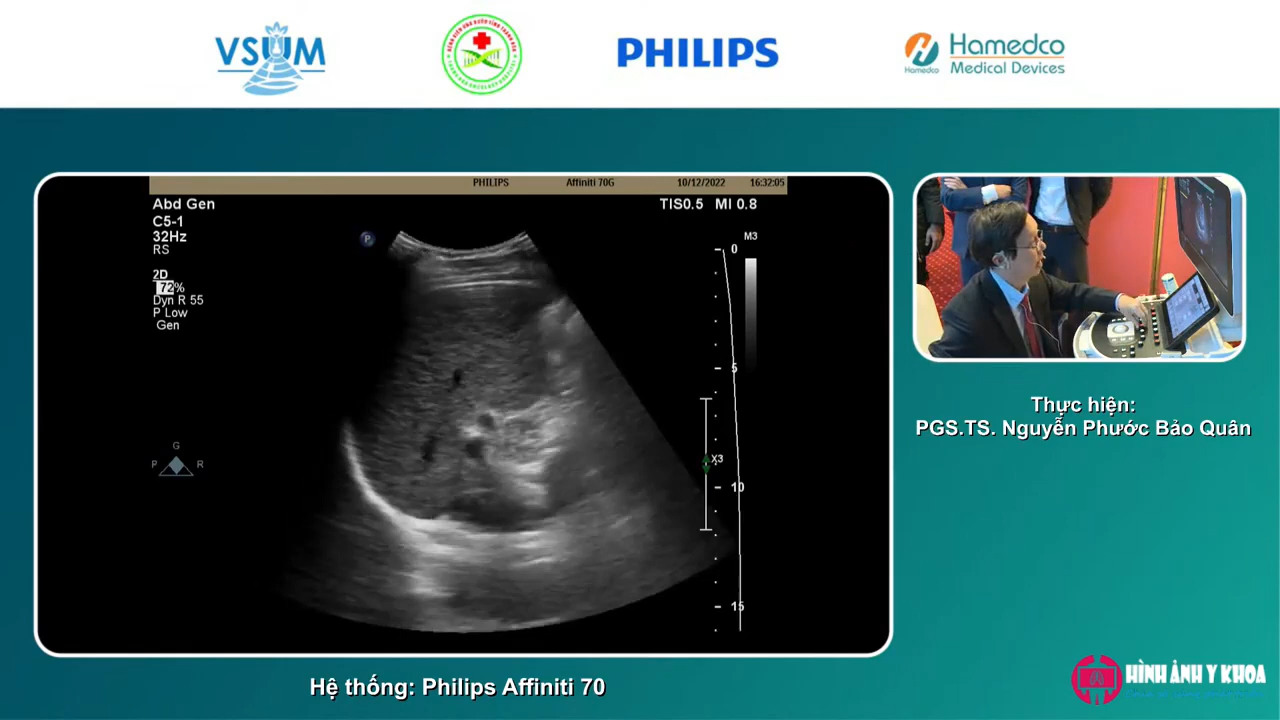 VSUM
PHILIPS
Hamedco
Medical Devices
Hamedco
PHILIPS Affiniti 70G 10/12/2022 16:32:05
Abd Gen TIS0.5 MI 0.8
C5-1
32Hz
RS
2D
72%
Dyn R 55
P Low
Gen
P
M3
0
5
X3
10
15
G
P R
Thực hiện:
PGS.TS. Nguyễn Phước Bảo Quân
Hệ thống: Philips Affiniti 70
HÌNH ẢNH Y KHOA